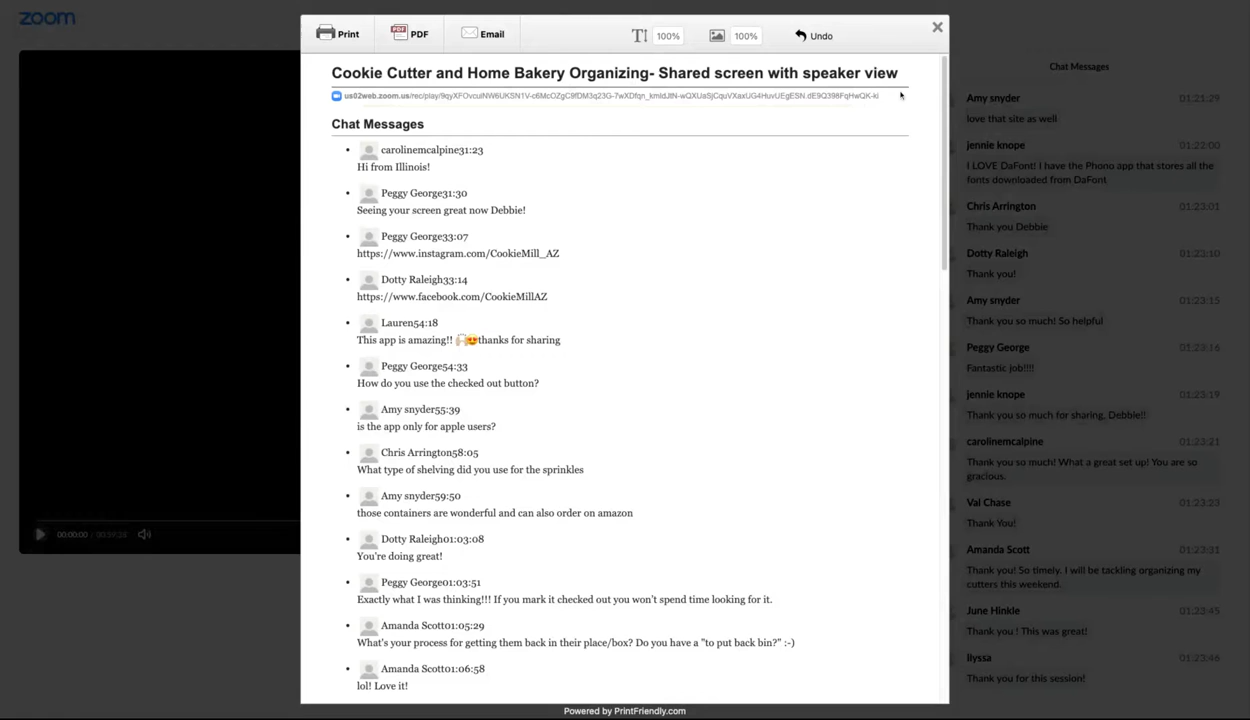 zoom
Print
PDF
Email
100%
100%
Undo
Cookie Cutter and Home Bakery Organizing- Shared screen with speaker view
Chat Messages
carolinemcalpine31:23
Hi from Illinois!
Peggy George31:30
Seeing your screen great now Debbie!
Peggy George33:07
https://www.instagram.com/CookieMill_AZ
Dotty Raleigh33:14
https://www.facebook.com/CookieMillAZ
Lauren54:18
This app is amazing!! 🙌🏻😍thanks for sharing
Peggy George54:33
How do you use the checked out button?
Amy snyder55:39
is the app only for apple users?
Chris Arrington58:05
What type of shelving did you use for the sprinkles
Amy snyder59:50
those containers are wonderful and can also order on amazon
Dotty Raleigh01:03:08
You're doing great!
Peggy George01:03:51
Exactly what I was thinking!!! If you mark it checked out you won't spend time looking for it.
Amanda Scott01:05:29
What's your process for getting them back in their place/box? Do you have a "to put back bin?" :-)
Amanda Scott01:06:58
lol! Love it!
Powered by PrintFriendly.com
00:00:00
Chat Messages
Amy snyder 01:21:29
love that site as well
jennie knope 01:22:00
I LOVE DaFont! I have the Phono app that stores all the
fonts downloaded from DaFont
Chris Arrington 01:23:01
Thank you Debbie
Dotty Raleigh 01:23:10
Thank you!
Amy snyder 01:23:15
Thank you so much! So helpful
Peggy George 01:23:16
Fantastic job!!!!
jennie knope 01:23:19
Thank you so much for sharing, Debbie!!
carolinemcalpine 01:23:21
Thank you so much! What a great set up! You are so
gracious.
Val Chase 01:23:23
Thank You!
Amanda Scott 01:23:31
Thank you! So timely. I will be tackling organizing my
cutters this weekend.
June Hinkle 01:23:45
Thank you ! This was great!
llyssa 01:23:46
Thank you for this session!